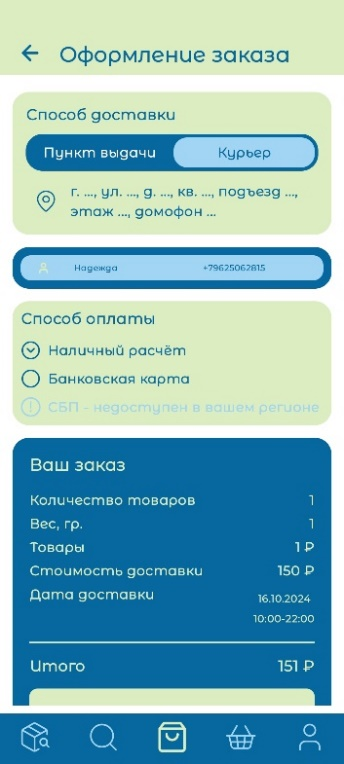 Оформление заказа
Способ доставки
Пункт выдачи Курьер
г. ..., ул. ..., д. ..., кв. ..., подъезд ...,
этаж ..., домофон ...
Надежда +79625062815
Способ оплаты
Наличный расчёт
Банковская карта
СБП - недоступен в вашем регионе
Ваш заказ
Количество товаров 1
Вес, гр. 1
Товары 1 ₽
Стоимость доставки 150 ₽
Дата доставки 16.10.2024
10:00-22:00
Итого 151 ₽